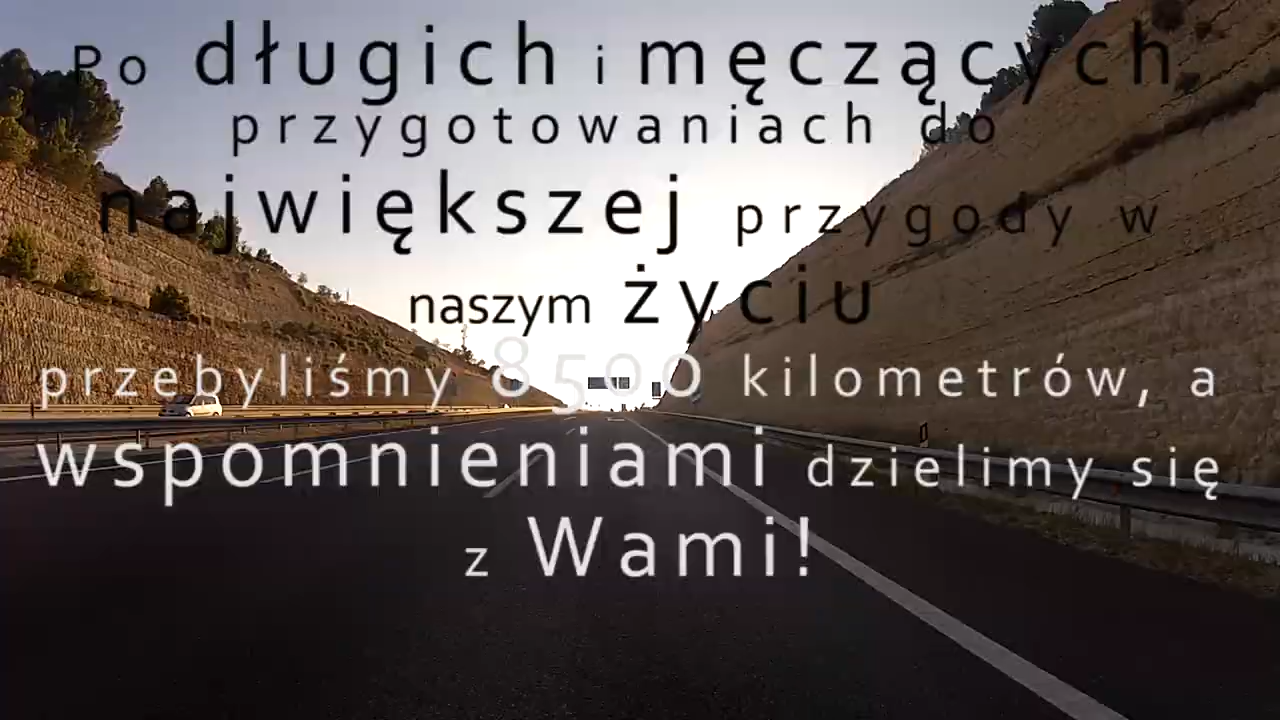 Po długich i męczących
przygotowaniach do
największej przygody w
naszym życiu
przebyliśmy 8500 kilometrów, a
wspomnieniami dzielimy się
z Wami!